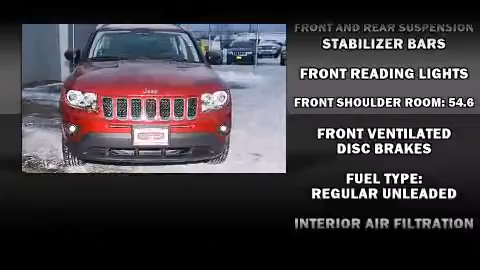 FRONT AND REAR SUSPENSION
STABILIZER BARS
FRONT READING LIGHTS
FRONT SHOULDER ROOM: 54.6
FRONT VENTILATED
DISC BRAKES
FUEL TYPE:
REGULAR UNLEADED
INTERIOR AIR FILTRATION
Jeep